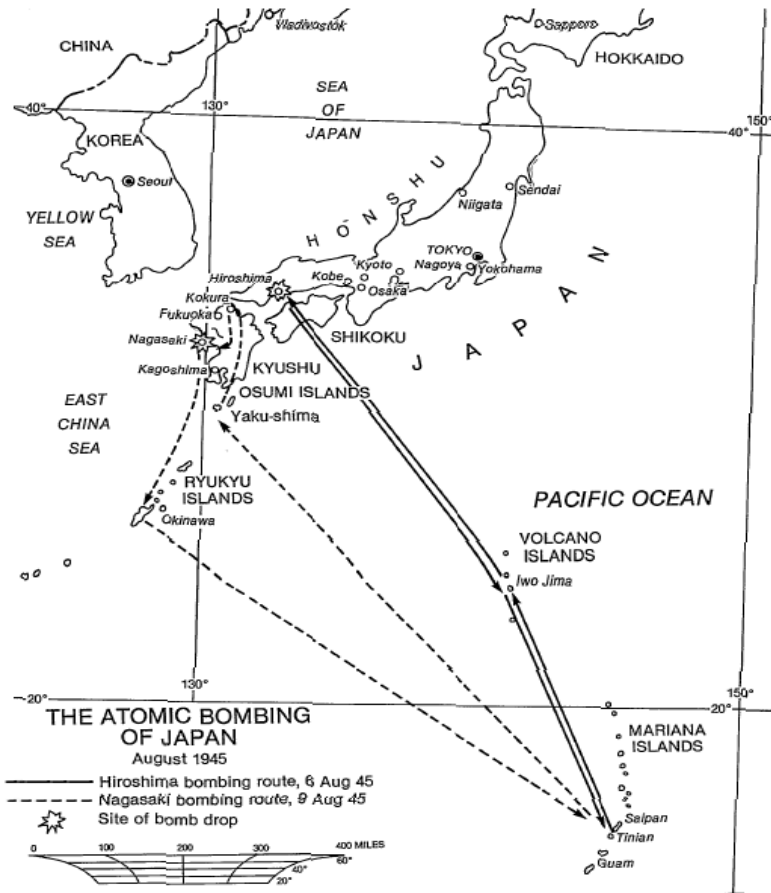 CHINA
Vladivostok
Sapporo
HOKKAIDO
SEA
OF
JAPAN
40°
130°
150°
40°
KOREA
Seoul
YELLOW
SEA
HONSHU
Niigata
Sendai
TOKYO
Nagoya
Yokohama
Kyoto
Kobe
Osaka
Hiroshima
Kokura
Fukuoka
Nagasaki
SHIKOKU
JAPAN
Kagoshima
KYUSHU
OSUMI ISLANDS
Yaku-shima
EAST
CHINA
SEA
RYUKYU
ISLANDS
Okinawa
PACIFIC OCEAN
VOLCANO
ISLANDS
Iwo Jima
20°
130°
150°
20°
MARIANA
ISLANDS
Saipan
Tinian
Guam
THE ATOMIC BOMBING
OF JAPAN
August 1945
Hiroshima bombing route, 6 Aug 45
Nagasaki bombing route, 9 Aug 45
Site of bomb drop
0 100 200 300 400 MILES
60°
40°
20°